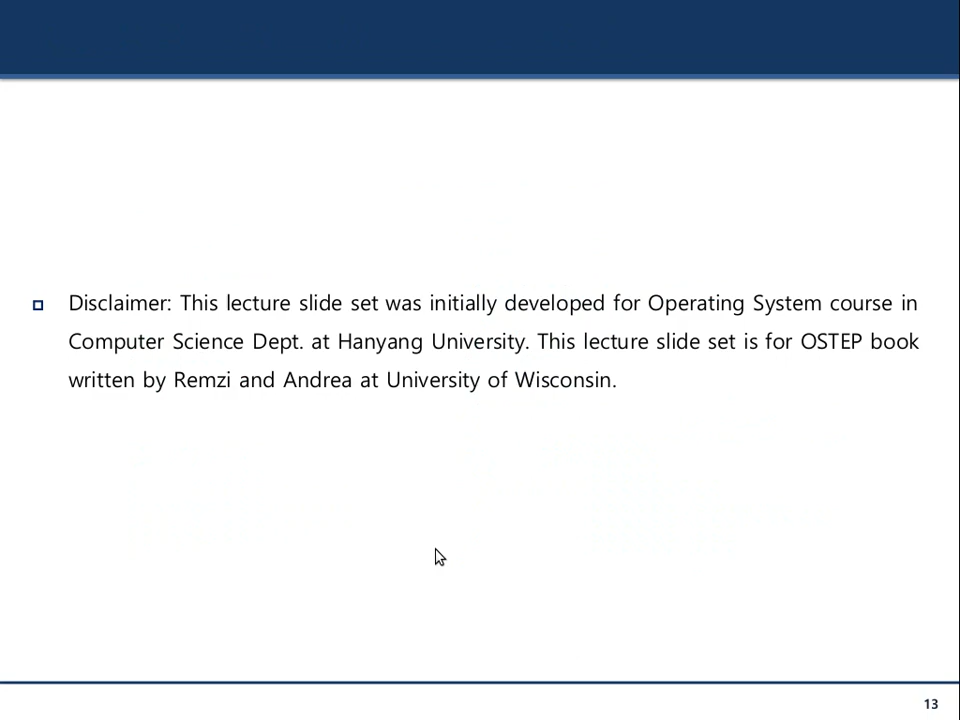 Disclaimer: This lecture slide set was initially developed for Operating System course in
Computer Science Dept. at Hanyang University. This lecture slide set is for OSTEP book
written by Remzi and Andrea at University of Wisconsin.
13